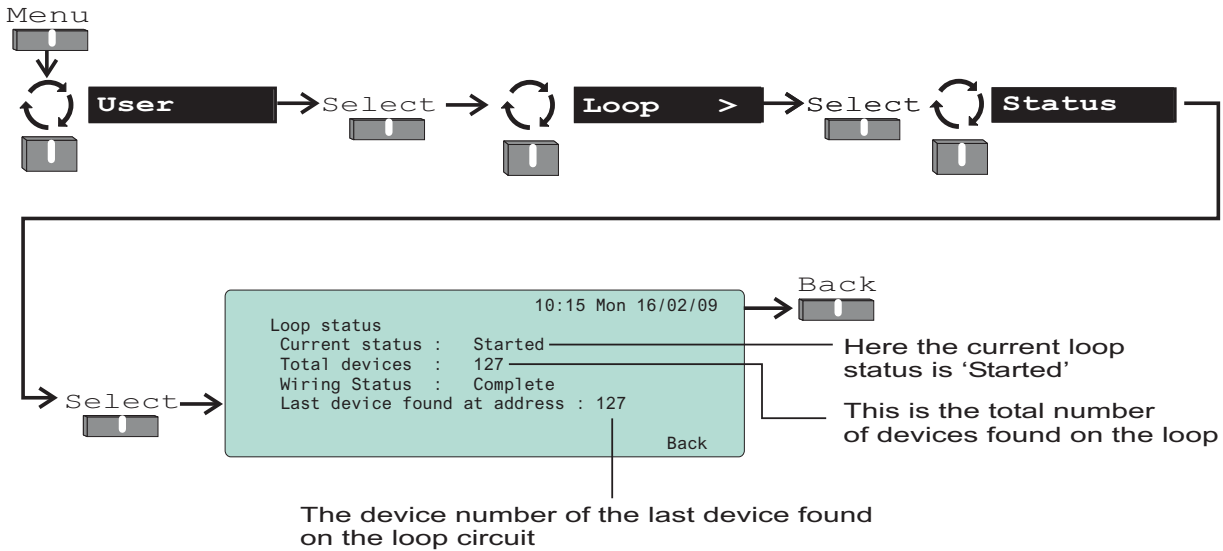 Menu
User
Select
Loop >
Select
Status
Select
10:15 Mon 16/02/09
Loop status
Current status : Started
Total devices : 127
Wiring Status : Complete
Last device found at address : 127
Back
Back
Here the current loop
status is ‘Started’
This is the total number
of devices found on the loop
The device number of the last device found
on the loop circuit